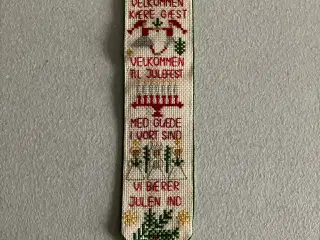 VELKOMMEN
KÆRE GÆST
VELKOMMEN
TIL JULEFEST
MED GLÆDE
I VORT SIND
VI BÆRER
JULEN IND